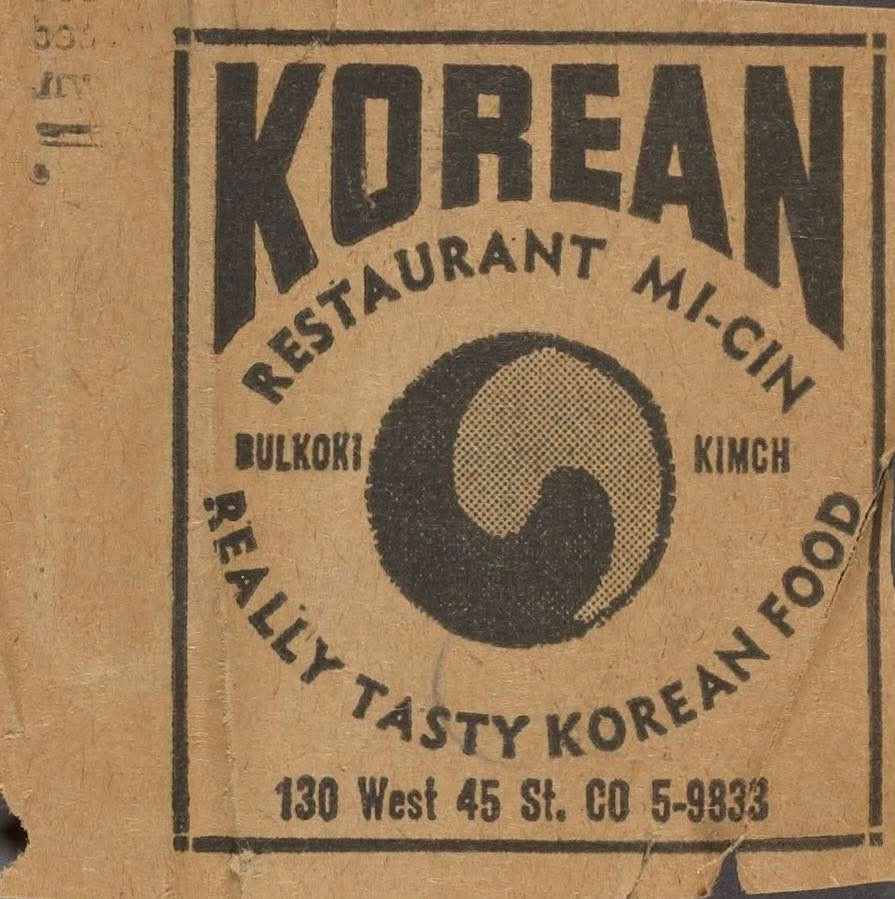 KOREAN
RESTAURANT MI-CIN
BULKOKI
KIMCH
REALLY TASTY KOREAN FOOD
130 West 45 St. CO 5-9833